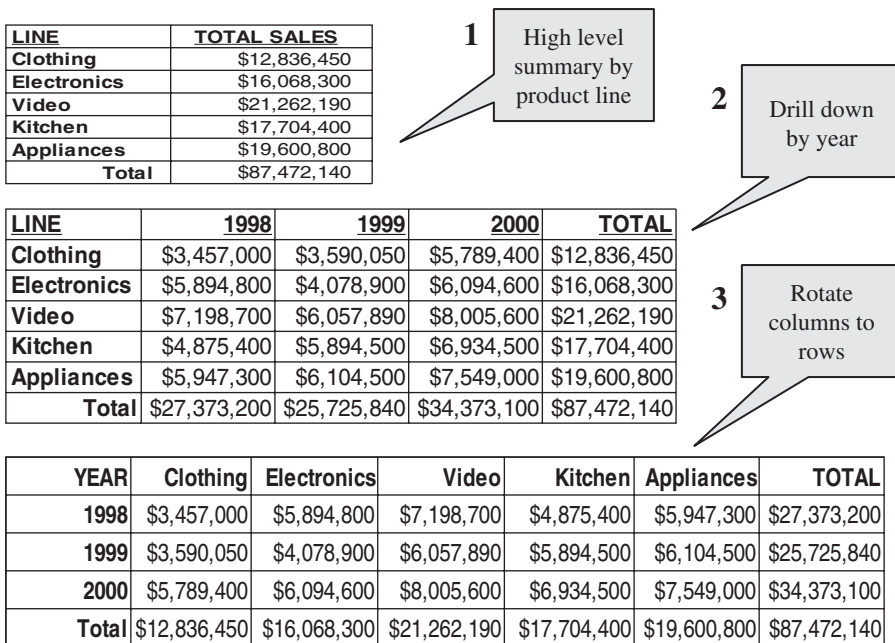 LINE TOTAL SALES
Clothing $12,836,450
Electronics $16,068,300
Video $21,262,190
Kitchen $17,704,400
Appliances $19,600,800
Total $87,472,140
1
High level
summary by
product line
2
Drill down
by year
LINE 1998 1999 2000 TOTAL
Clothing $3,457,000 $3,590,050 $5,789,400 $12,836,450
Electronics $5,894,800 $4,078,900 $6,094,600 $16,068,300
Video $7,198,700 $6,057,890 $8,005,600 $21,262,190
Kitchen $4,875,400 $5,894,500 $6,934,500 $17,704,400
Appliances $5,947,300 $6,104,500 $7,549,000 $19,600,800
Total $27,373,200 $25,725,840 $34,373,100 $87,472,140
3
Rotate
columns to
rows
YEAR Clothing Electronics Video Kitchen Appliances TOTAL
1998 $3,457,000 $5,894,800 $7,198,700 $4,875,400 $5,947,300 $27,373,200
1999 $3,590,050 $4,078,900 $6,057,890 $5,894,500 $6,104,500 $25,725,840
2000 $5,789,400 $6,094,600 $8,005,600 $6,934,500 $7,549,000 $34,373,100
Total $12,836,450 $16,068,300 $21,262,190 $17,704,400 $19,600,800 $87,472,140